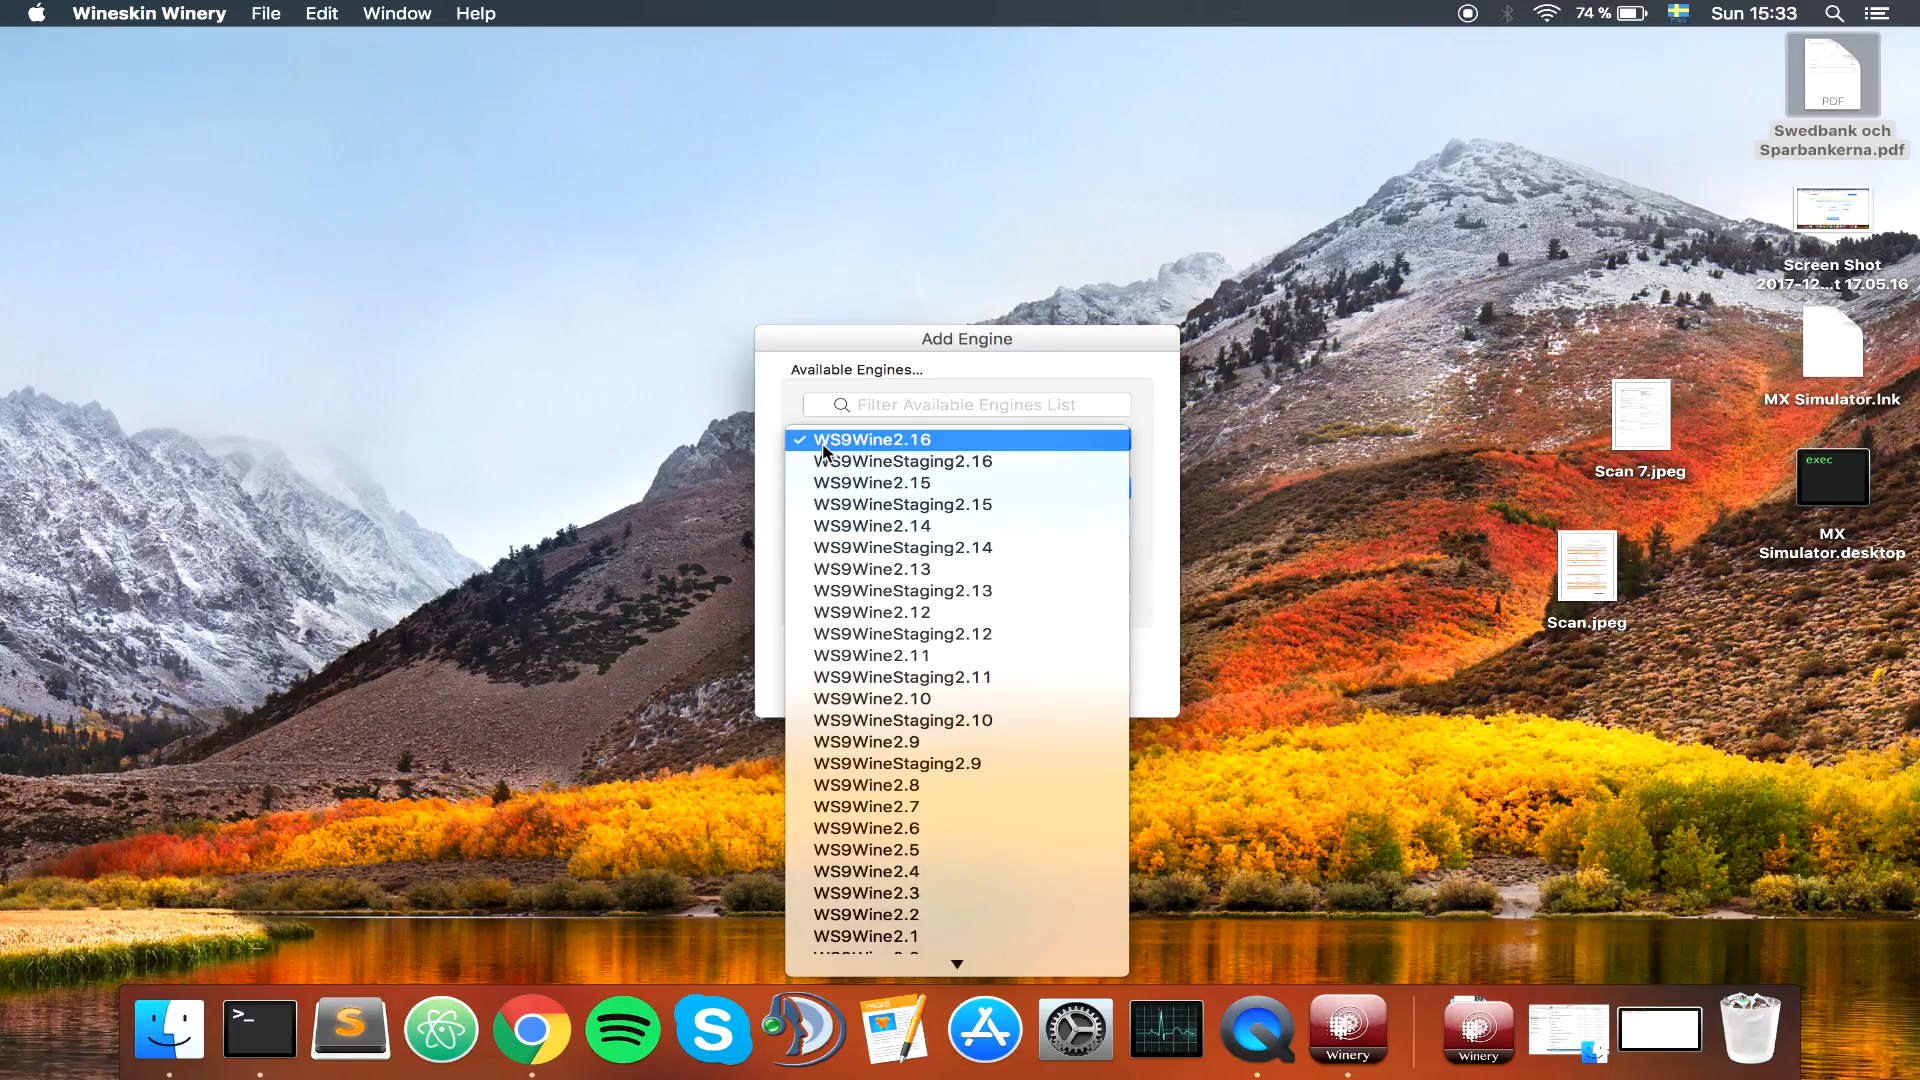 Wineskin Winery File Edit Window Help
74 % Sun 15:33
PDF
Swedbank och
Sparbankerna.pdf
Screen Shot
2017-12...t 17.05.16
MX Simulator.lnk
Scan 7.jpeg
exec
MX
Simulator.desktop
Scan.jpeg
Add Engine
Available Engines...
Filter Available Engines List
WS9Wine2.16
WS9WineStaging2.16
WS9Wine2.15
WS9WineStaging2.15
WS9Wine2.14
WS9WineStaging2.14
WS9Wine2.13
WS9WineStaging2.13
WS9Wine2.12
WS9WineStaging2.12
WS9Wine2.11
WS9WineStaging2.11
WS9Wine2.10
WS9WineStaging2.10
WS9Wine2.9
WS9WineStaging2.9
WS9Wine2.8
WS9Wine2.7
WS9Wine2.6
WS9Wine2.5
WS9Wine2.4
WS9Wine2.3
WS9Wine2.2
WS9Wine2.1
>_
S
S
PAGES
Winery
Winery